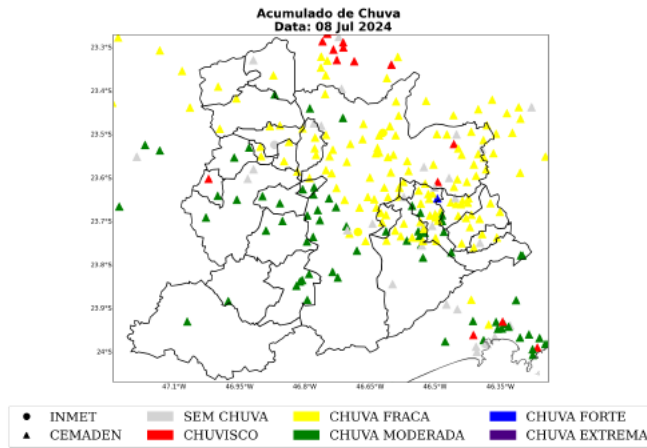 Acumulado de Chuva
Data: 08 Jul 2024
23.3°S
23.4°S
23.5°S
23.6°S
23.7°S
23.8°S
23.9°S
24°S
47.1°W
46.95°W
46.8°W
46.65°W
46.5°W
46.35°W
INMET
CEMADEN
SEM CHUVA
CHUVISCO
CHUVA FRACA
CHUVA MODERADA
CHUVA FORTE
CHUVA EXTREMA